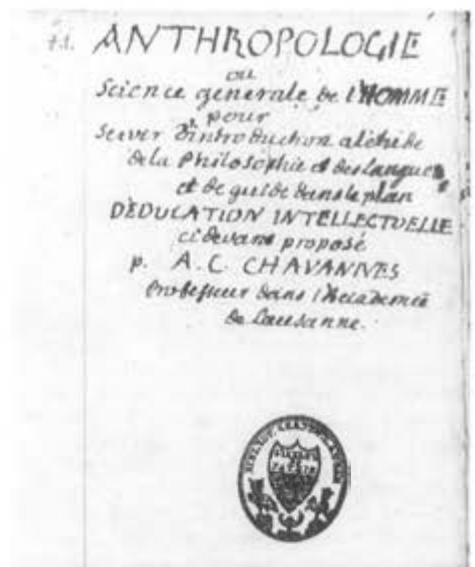 t.1. ANTHROPOLOGIE
ou
Science generale de l'HOMME
pour
Servir d'introduction a l'étude
de la Philosophie et des Langues
et de guide dans le plan
D'EDUCATION INTELLECTUELLE
ci devant proposé
p. A. C. CHAVANNES
Professeur dans l'Academie
de Lausanne.